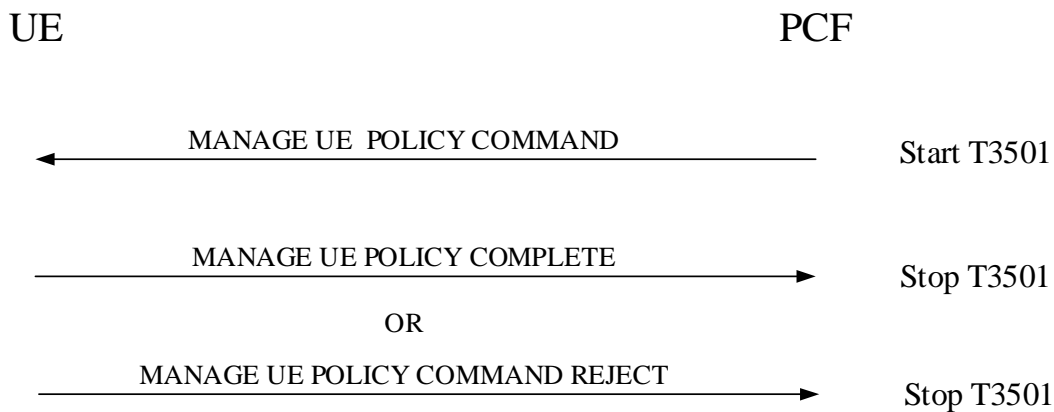 UE
PCF
MANAGE UE POLICY COMMAND
Start T3501
MANAGE UE POLICY COMPLETE
Stop T3501
OR
MANAGE UE POLICY COMMAND REJECT
Stop T3501